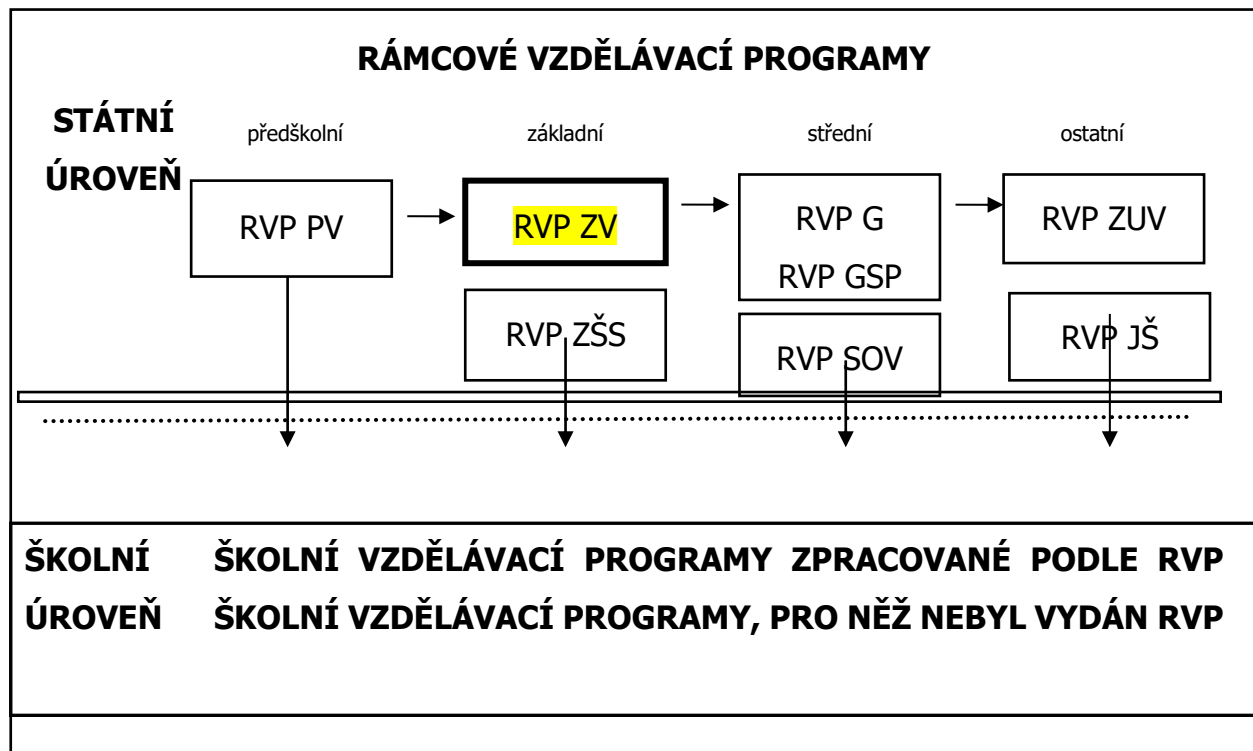 RÁMCOVÉ VZDĚLÁVACÍ PROGRAMY
STÁTNÍ
ÚROVEŇ
předškolní
základní
střední
ostatní
RVP PV
RVP ZV
RVP G
RVP GSP
RVP ZUV
RVP ZŠS
RVP SOV
RVP JŠ
ŠKOLNÍ ŠKOLNÍ VZDĚLÁVACÍ PROGRAMY ZPRACOVANÉ PODLE RVP
ÚROVEŇ ŠKOLNÍ VZDĚLÁVACÍ PROGRAMY, PRO NĚŽ NEBYL VYDÁN RVP